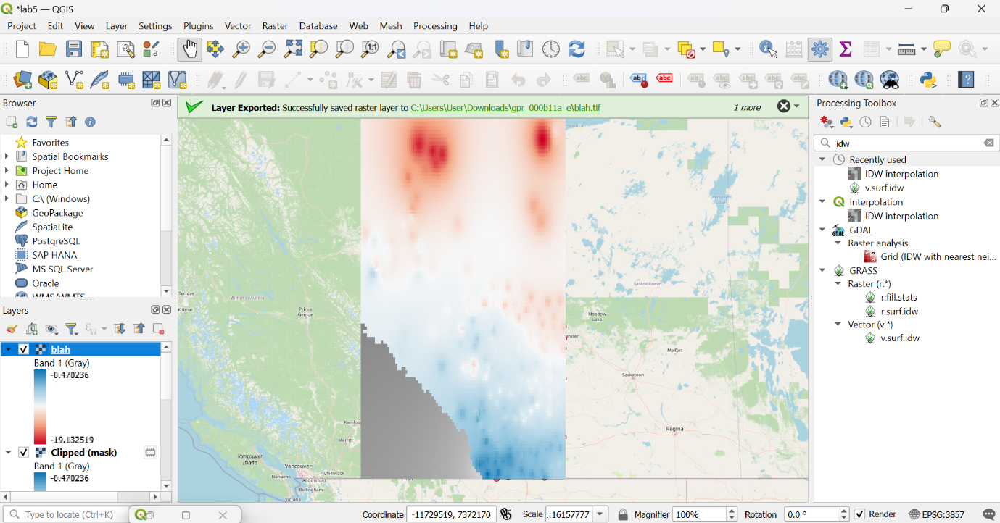 *lab5 — QGIS
Project Edit View Layer Settings Plugins Vector Raster Database Web Mesh Processing Help
Browser
Favorites
Spatial Bookmarks
Project Home
Home
C:\ (Windows)
GeoPackage
SpatiaLite
PostgreSQL
SAP HANA
MS SQL Server
Oracle
WMS/WMTS
Layers
blah
Band 1 (Gray)
-0.470236
-19.132519
Clipped (mask)
Band 1 (Gray)
-0.470236
Layer Exported: Successfully saved raster layer to C:\Users\User\Downloads\gpr_000b11a_e\blah.tif 1 more
Terrace
Kitimat
British Columbia
Prince
George
Kamloo
Merritt
Vancouver
Island
Vancouver
Nanaimo
Chilliwack
Abbotsford
Bellingham
Victoria
Saskatchewan
Meadow
Lake
nster
Melfort
Saskatoon
Regina
Processing Toolbox
idw
Recently used
IDW interpolation
v.surf.idw
Interpolation
IDW interpolation
GDAL
GDAL
Raster analysis
Grid (IDW with nearest nei...
GRASS
Raster (r.*)
r.fill.stats
r.surf.idw
Vector (v.*)
v.surf.idw
Type to locate (Ctrl+K)
Coordinate -11729519, 7372170 Scale .:16157777 Magnifier 100% Rotation 0.0 ° Render EPSG:3857